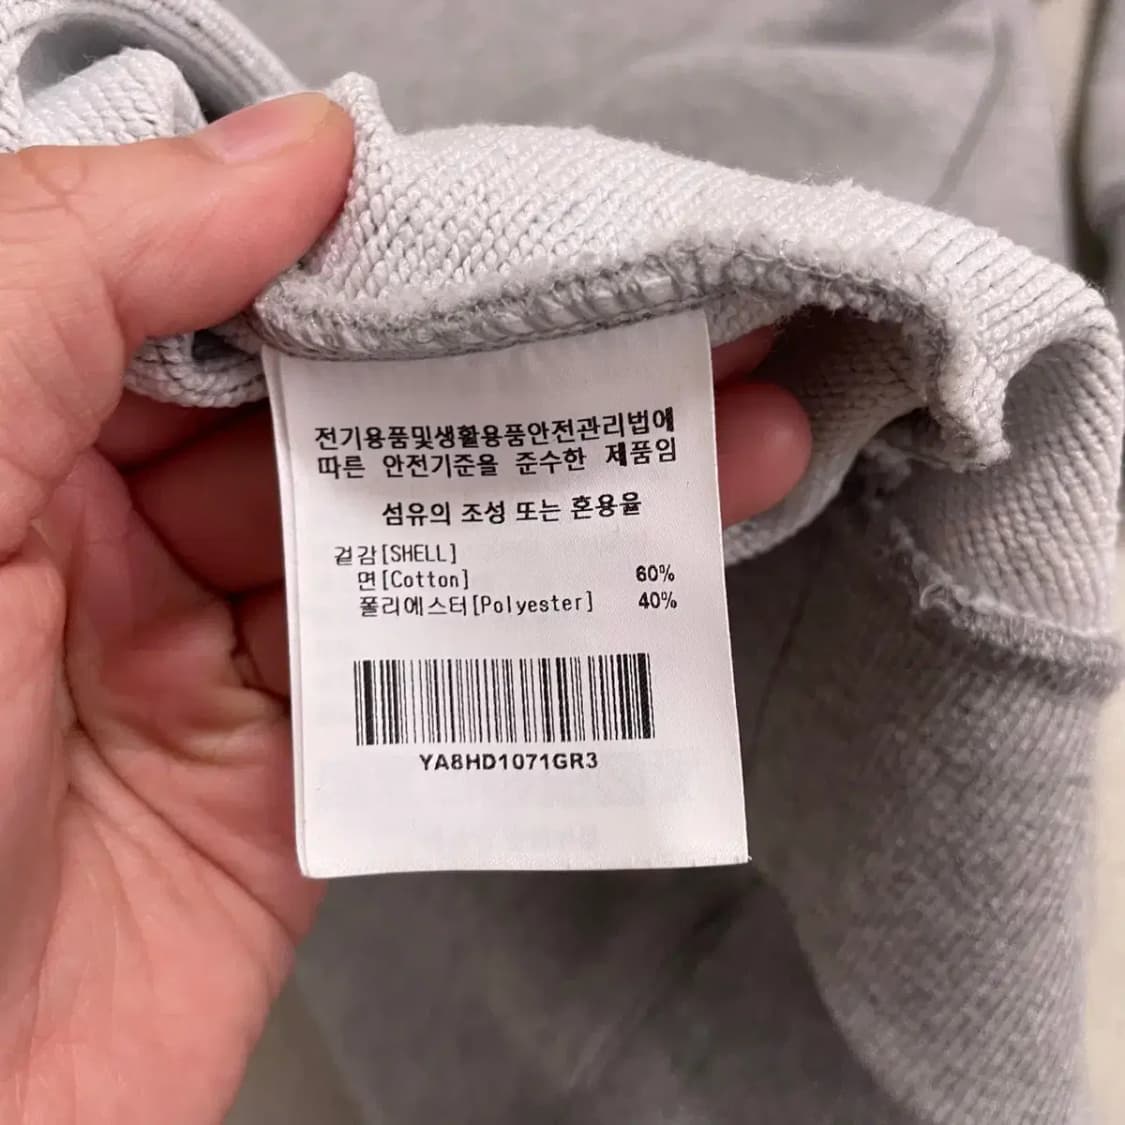 전기용품및생활용품안전관리법에
따른 안전기준을 준수한 제품임
섬유의 조성 또는 혼용율
겉감[SHELL]
면[Cotton] 60%
폴리에스터[Polyester] 40%
YA8HD1071GR3